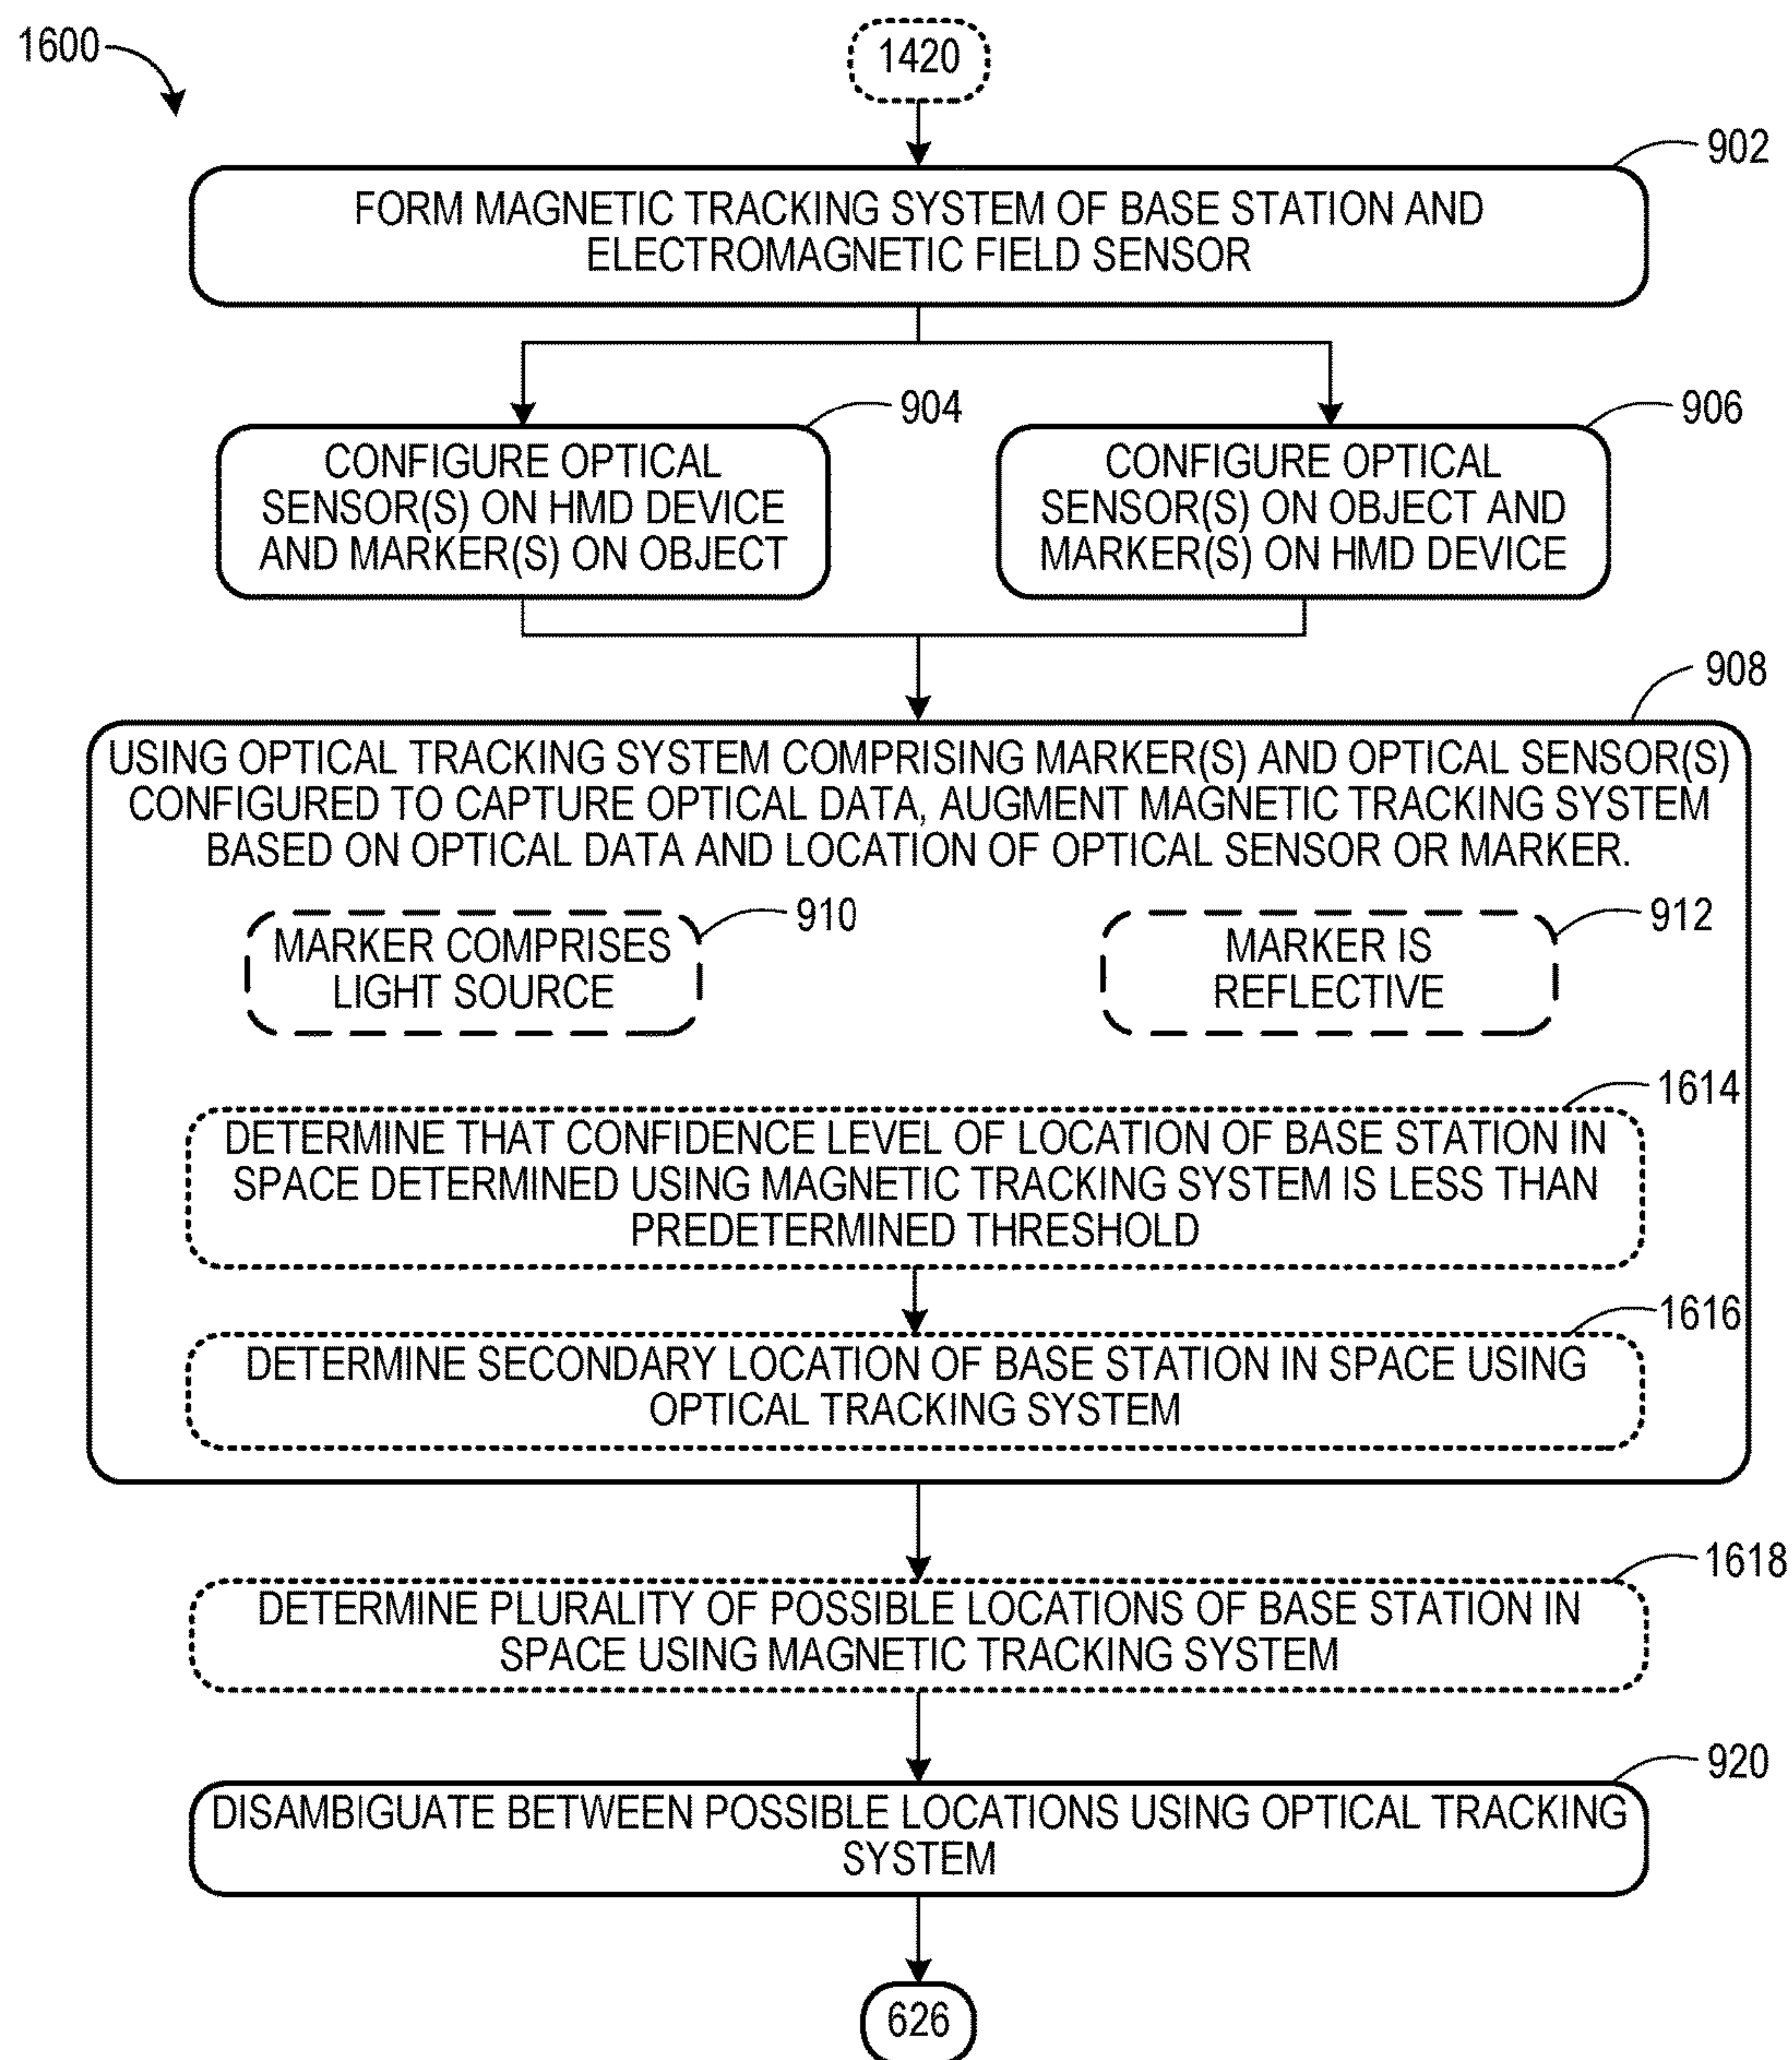 1600
1420
902
FORM MAGNETIC TRACKING SYSTEM OF BASE STATION AND
ELECTROMAGNETIC FIELD SENSOR
904
CONFIGURE OPTICAL
SENSOR(S) ON HMD DEVICE
AND MARKER(S) ON OBJECT
906
CONFIGURE OPTICAL
SENSOR(S) ON OBJECT AND
MARKER(S) ON HMD DEVICE
908
USING OPTICAL TRACKING SYSTEM COMPRISING MARKER(S) AND OPTICAL SENSOR(S)
CONFIGURED TO CAPTURE OPTICAL DATA, AUGMENT MAGNETIC TRACKING SYSTEM
BASED ON OPTICAL DATA AND LOCATION OF OPTICAL SENSOR OR MARKER.
910
MARKER COMPRISES
LIGHT SOURCE
912
MARKER IS
REFLECTIVE
1614
DETERMINE THAT CONFIDENCE LEVEL OF LOCATION OF BASE STATION IN
SPACE DETERMINED USING MAGNETIC TRACKING SYSTEM IS LESS THAN
PREDETERMINED THRESHOLD
1616
DETERMINE SECONDARY LOCATION OF BASE STATION IN SPACE USING
OPTICAL TRACKING SYSTEM
1618
DETERMINE PLURALITY OF POSSIBLE LOCATIONS OF BASE STATION IN
SPACE USING MAGNETIC TRACKING SYSTEM
920
DISAMBIGUATE BETWEEN POSSIBLE LOCATIONS USING OPTICAL TRACKING
SYSTEM
626